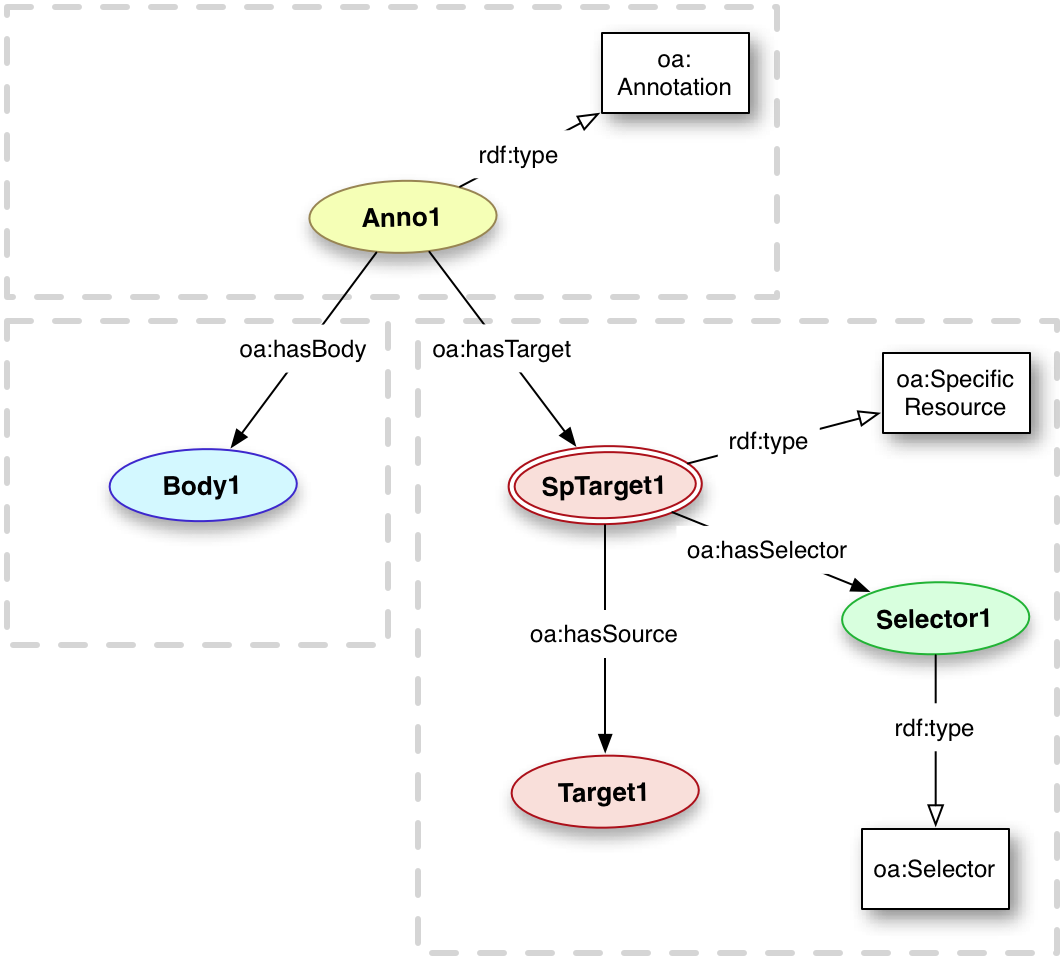 oa:
Annotation
rdf:type
Anno1
oa:hasBody
oa:hasTarget
oa:Specific
Resource
rdf:type
Body1
SpTarget1
oa:hasSelector
Selector1
oa:hasSource
rdf:type
Target1
oa:Selector